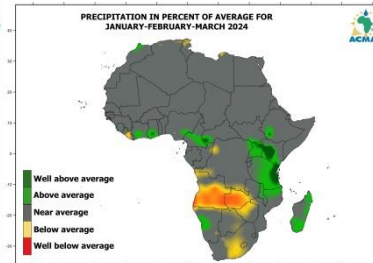 PRECIPITATION IN PERCENT OF AVERAGE FOR
JANUARY-FEBRUARY-MARCH 2024
ACMA
Well above average
Above average
Near average
Below average
Well below average